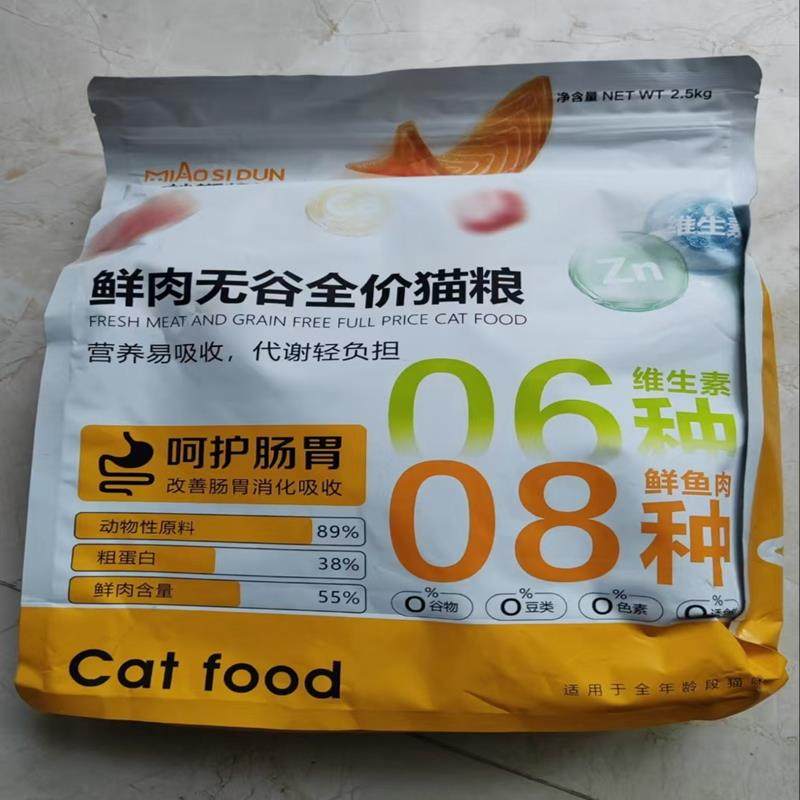 净含量 NET WT 2.5kg
MIAO SI DUN
维生素
Zn
鲜肉无谷全价猫粮
FRESH MEAT AND GRAIN FREE FULL PRICE CAT FOOD
营养易吸收，代谢轻负担
06种 维生素
08种 鲜鱼肉
呵护肠胃
改善肠胃消化吸收
动物性原料 89%
粗蛋白 38%
鲜肉含量 55%
0%谷物 0%豆类 0%色素 0%
Cat food
适用于全年龄段猫